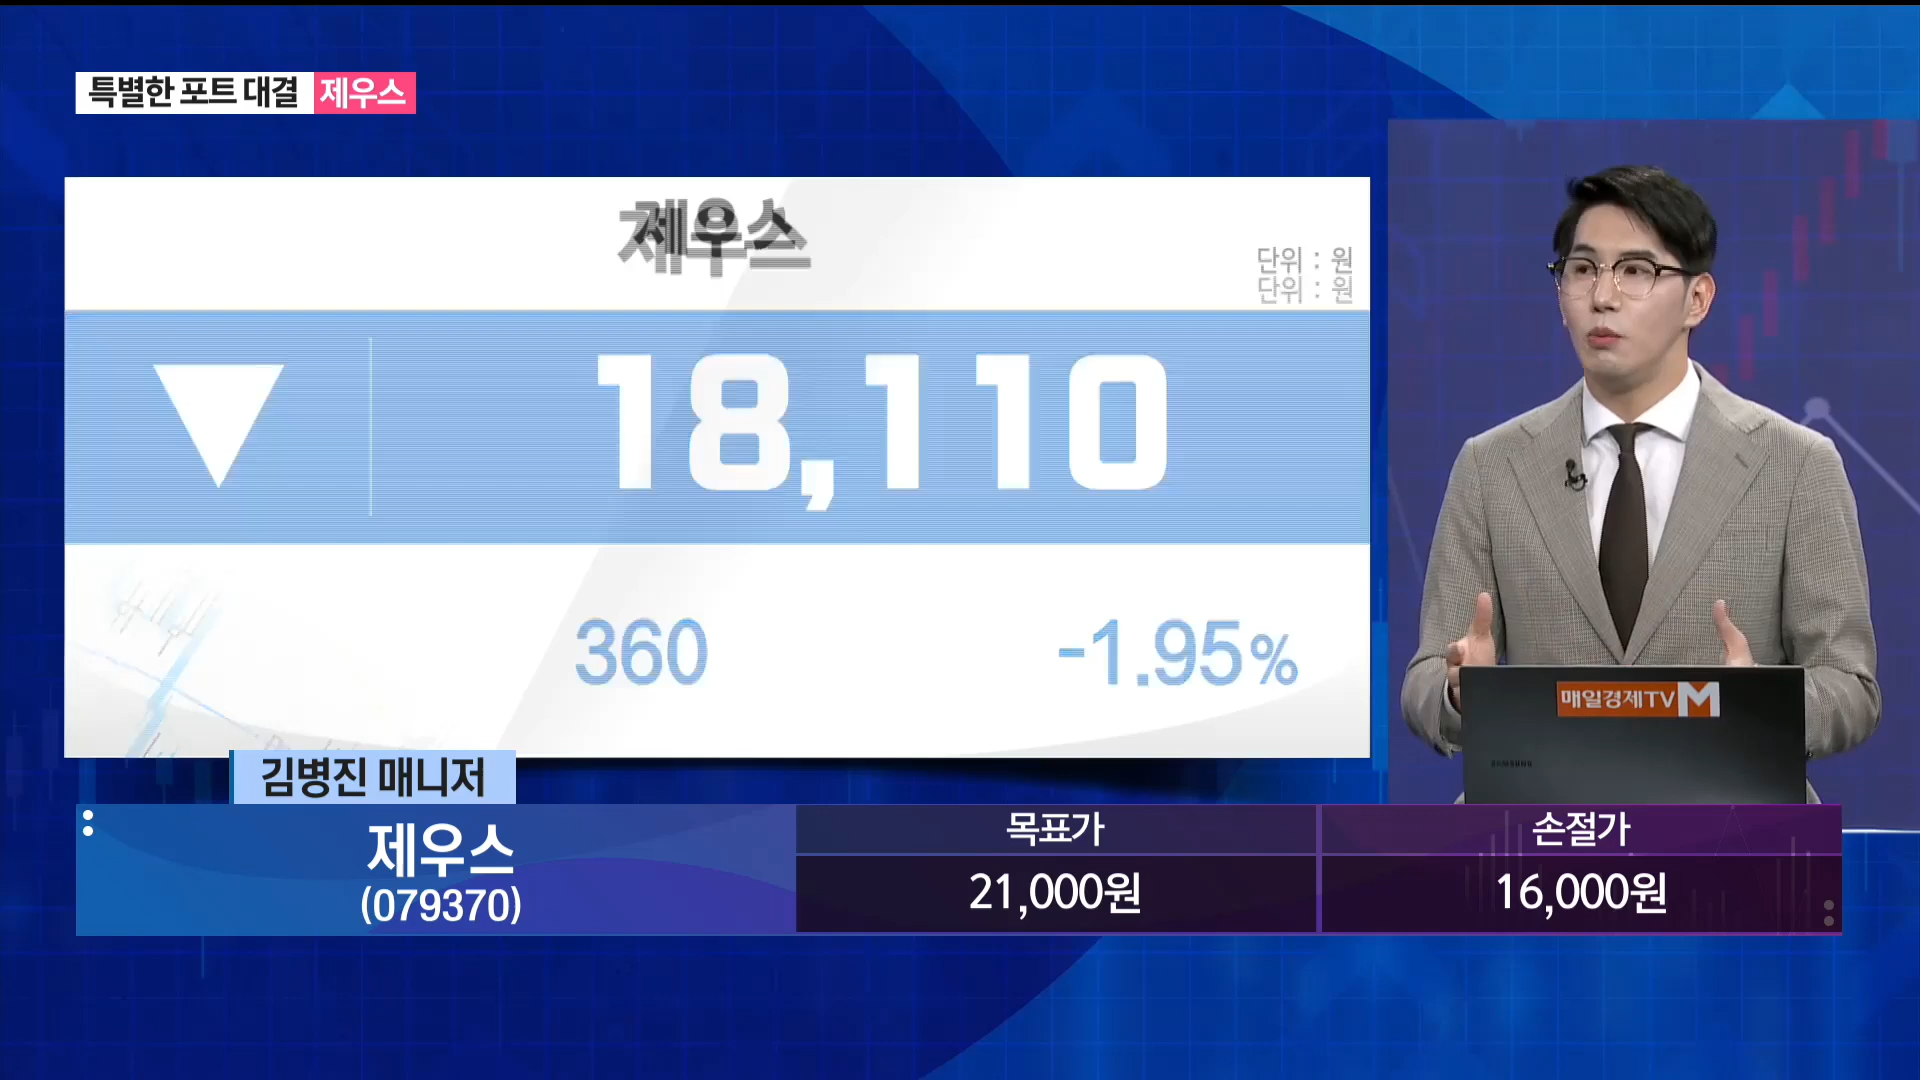 특별한 포트 대결 제우스
제우스
단위 : 원
단위 : 원
18,110
360 -1.95%
매일경제TV M
SAMSUNG
김병진 매니저
제우스
(079370)
목표가
21,000원
손절가
16,000원